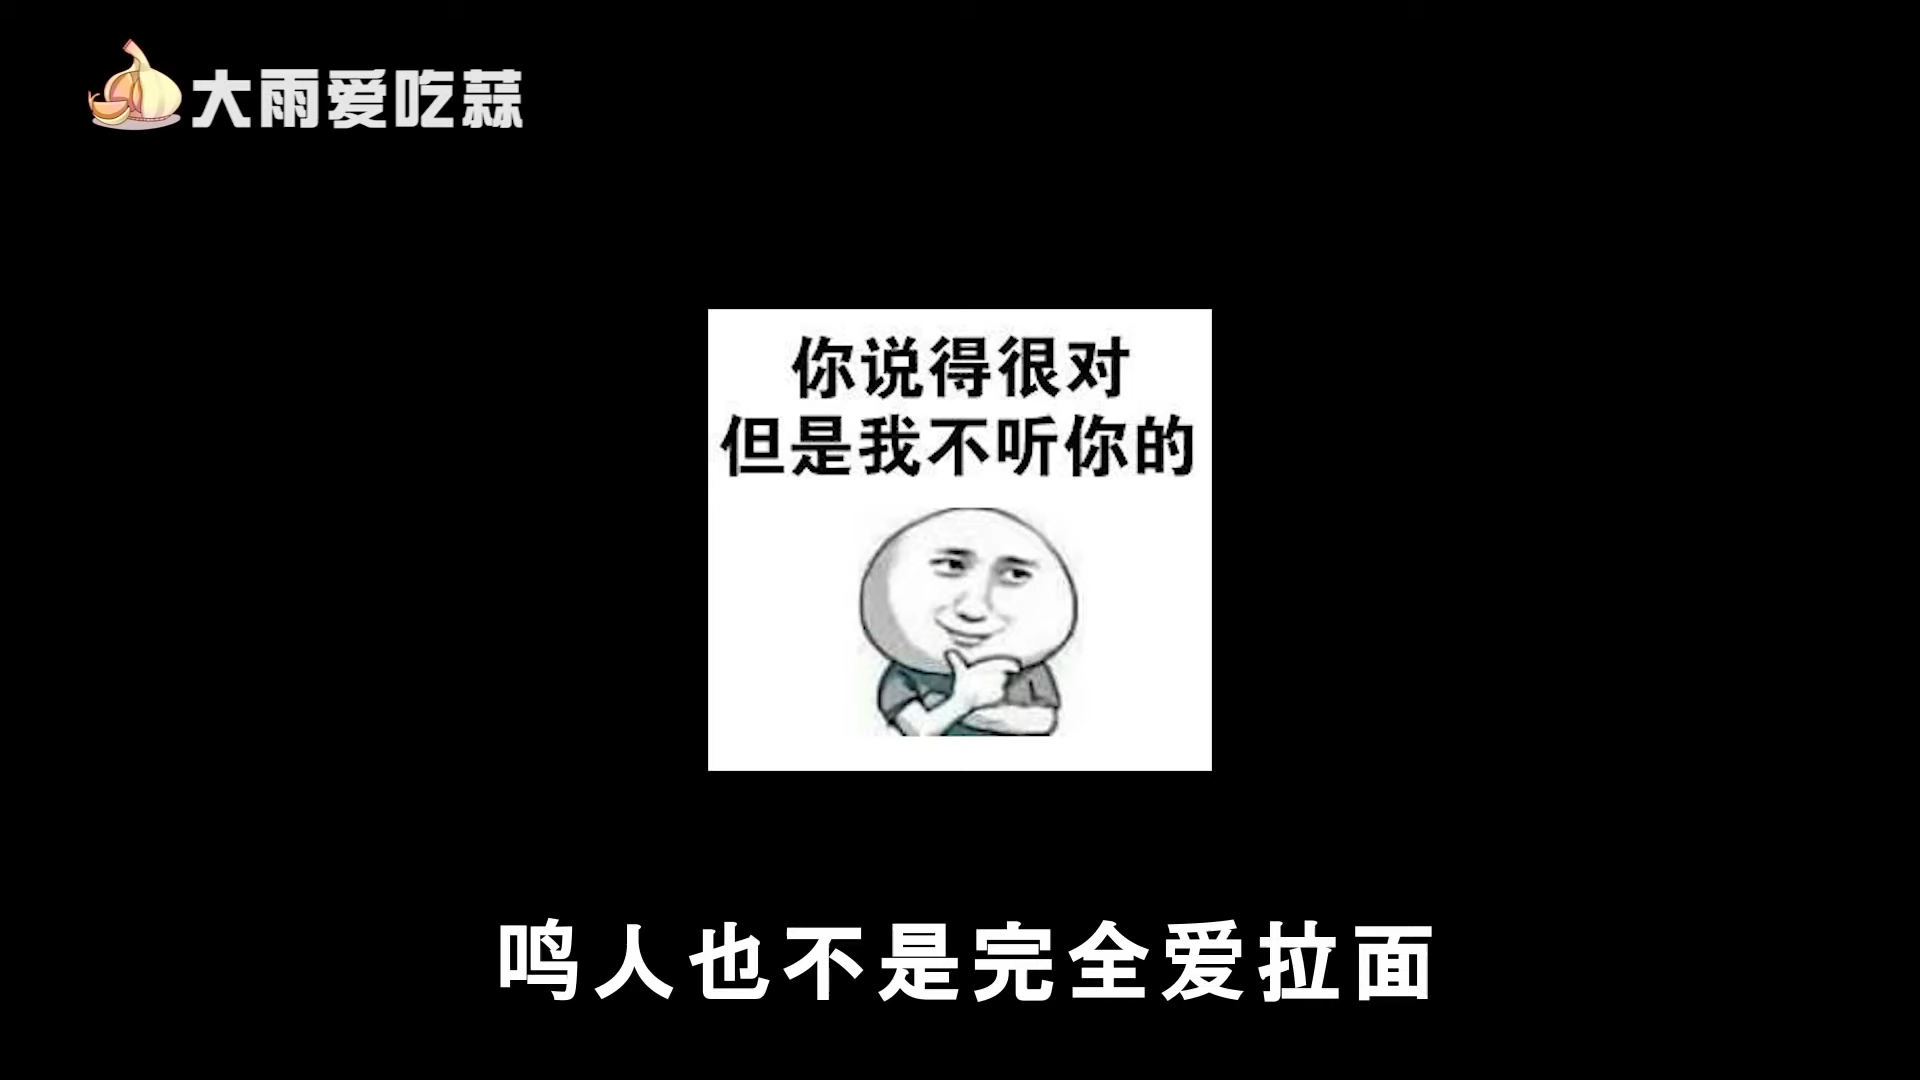 大雨爱吃蒜
你说得很对
但是我不听你的
鸣人也不是完全爱拉面